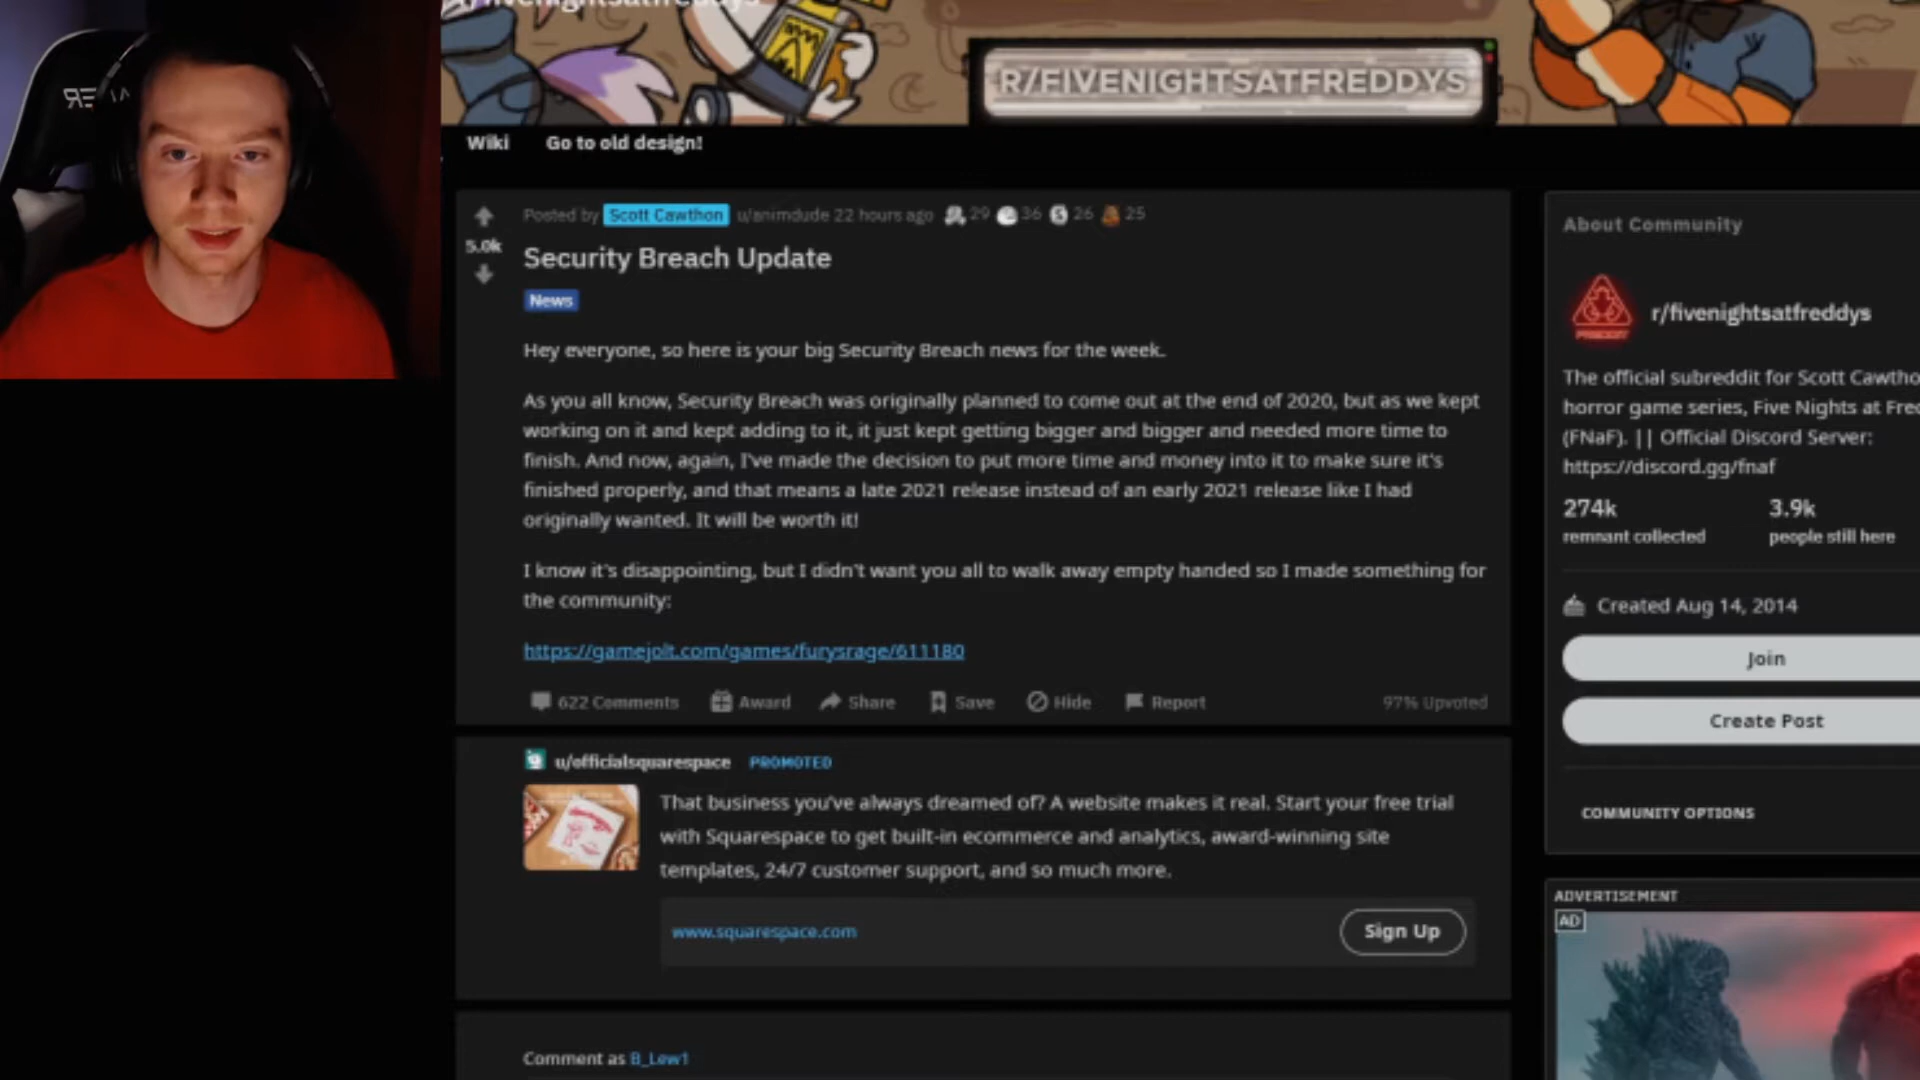 R/FIVENIGHTSATFREDDYS
Wiki Go to old design!
Posted by Scott Cawthon u/animdude 22 hours ago 29 36 26 25
5.0k
Security Breach Update
News
Hey everyone, so here is your big Security Breach news for the week.
As you all know, Security Breach was originally planned to come out at the end of 2020, but as we kept
working on it and kept adding to it, it just kept getting bigger and bigger and needed more time to
finish. And now, again, I've made the decision to put more time and money into it to make sure it's
finished properly, and that means a late 2021 release instead of an early 2021 release like I had
originally wanted. It will be worth it!
I know it's disappointing, but I didn't want you all to walk away empty handed so I made something for
the community:
https://gamejolt.com/games/furysrage/611180
622 Comments Award Share Save Hide Report 97% Upvoted
u/officialsquarespace PROMOTED
That business you've always dreamed of? A website makes it real. Start your free trial
with Squarespace to get built-in ecommerce and analytics, award-winning site
templates, 24/7 customer support, and so much more.
www.squarespace.com Sign Up
Comment as B_Lew1
About Community
r/fivenightsatfreddys
The official subreddit for Scott Cawtho
horror game series, Five Nights at Fred
(FNaF). || Official Discord Server:
https://discord.gg/fnaf
274k 3.9k
remnant collected people still here
Created Aug 14, 2014
Join
Create Post
COMMUNITY OPTIONS
ADVERTISEMENT
AD